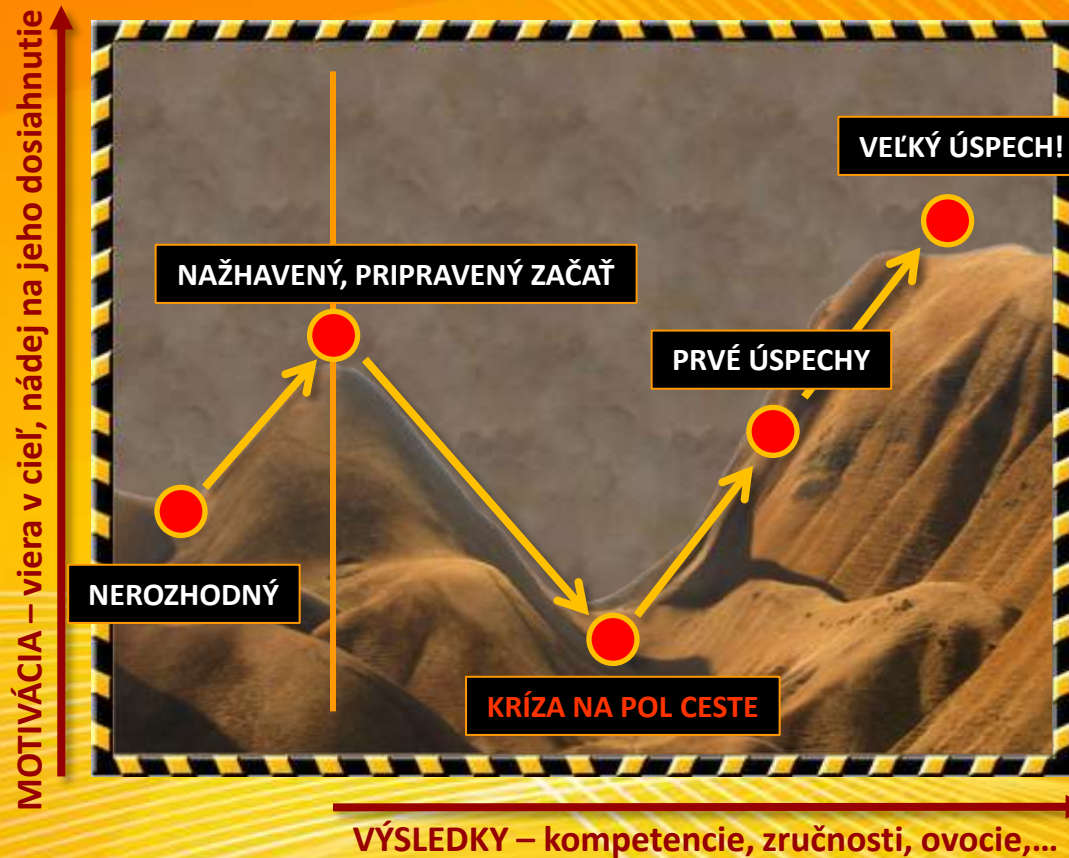 MOTIVÁCIA – viera v cieľ, nádej na jeho dosiahnutie
VEĽKÝ ÚSPECH!
NAŽHAVENÝ, PRIPRAVENÝ ZAČAŤ
PRVÉ ÚSPECHY
NEROZHODNÝ
KRÍZA NA POL CESTE
VÝSLEDKY – kompetencie, zručnosti, ovocie,...